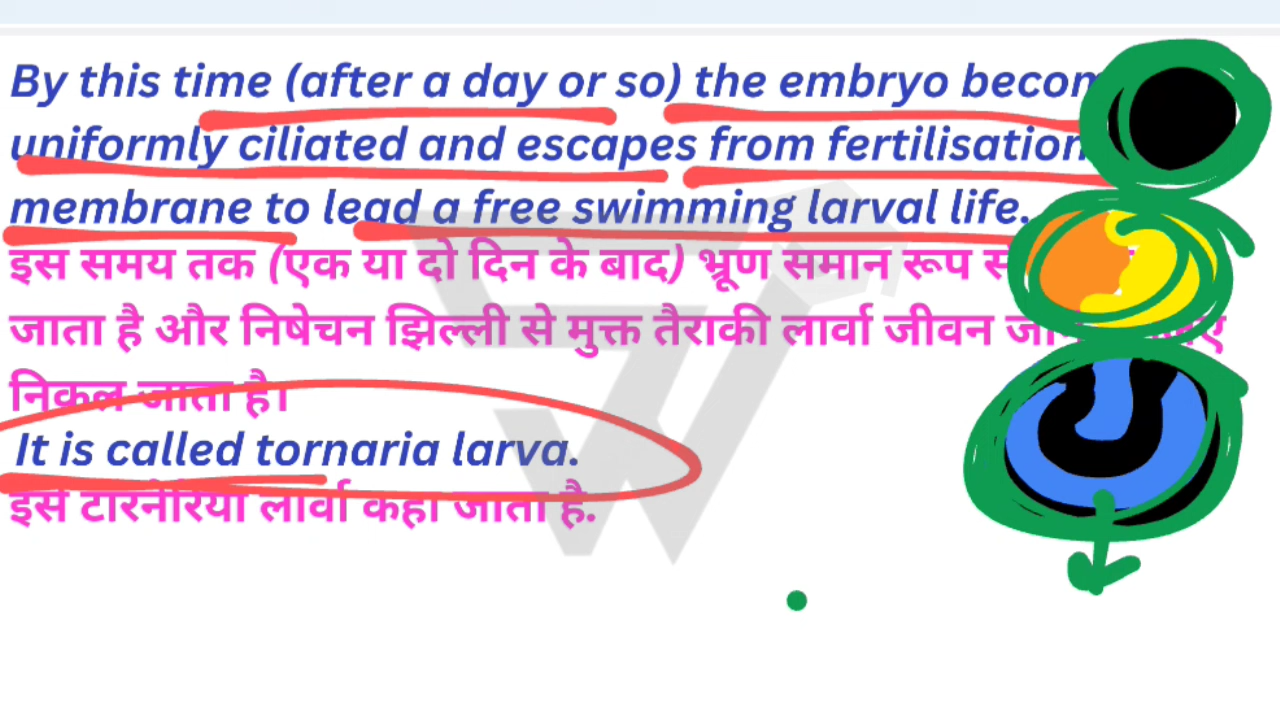 By this time (after a day or so) the embryo
uniformly ciliated and escapes from fertilisation
membrane to lead a free swimming larval life.
इस समय तक (एक या दो दिन के बाद) भ्रूण समान रूप
जाता है और निषेचन झिल्ली से मुक्त तैराकी लार्वा जीवन
निकल जाता है।
It is called tornaria larva.
इसे टारनेरिया लार्वा कहा जाता है.